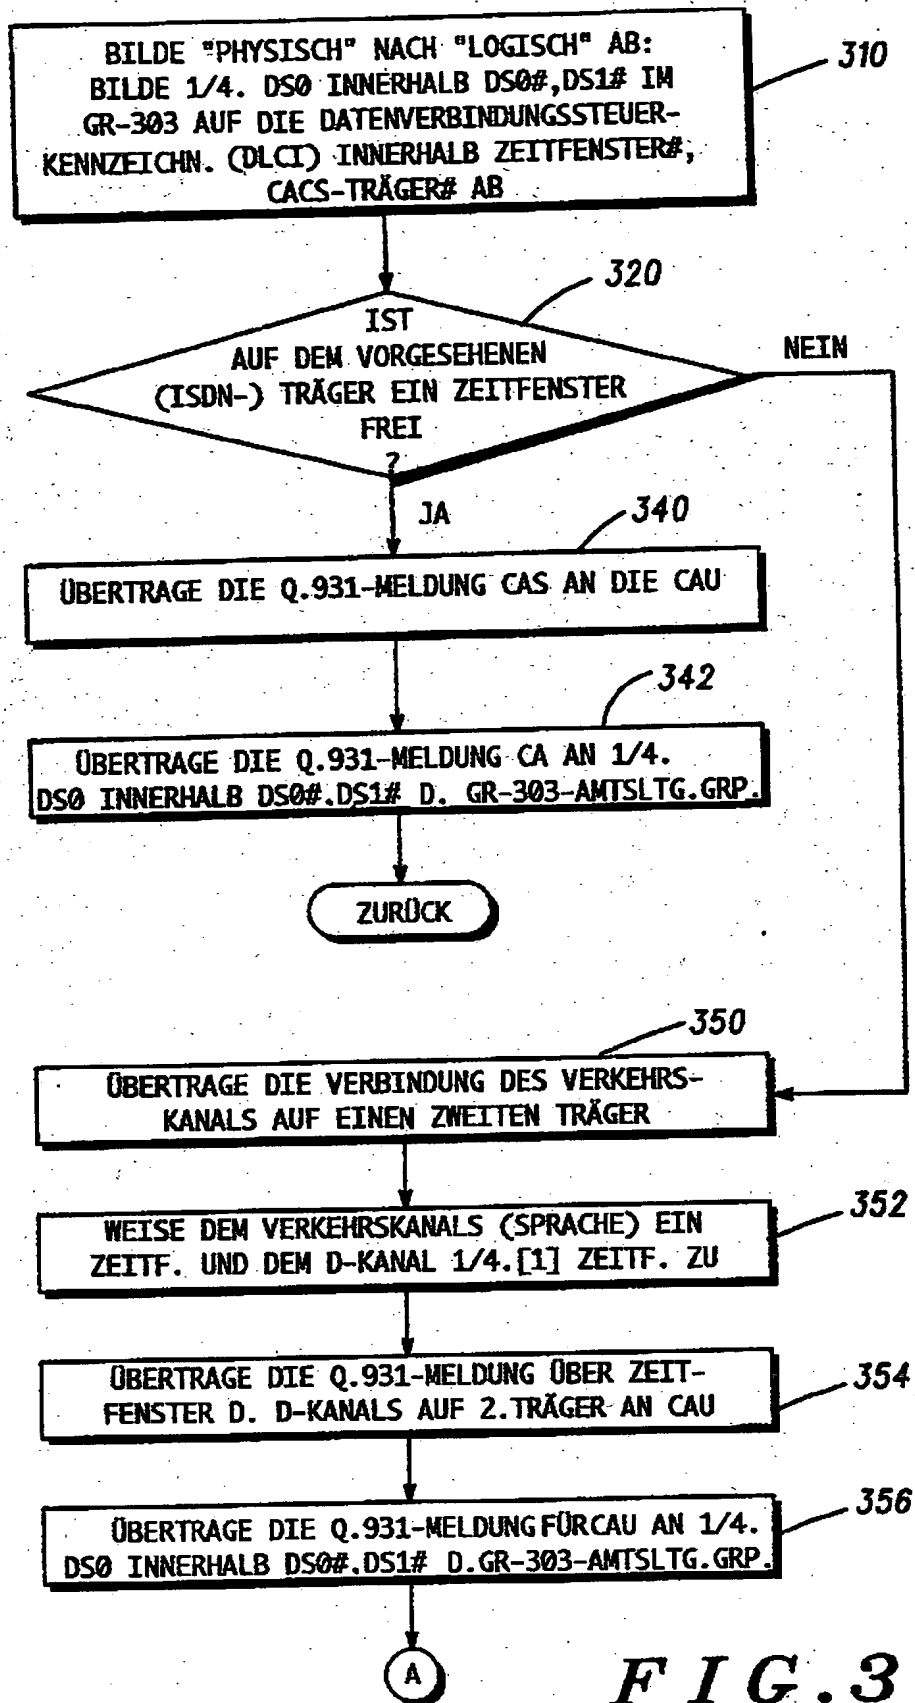 BILDE "PHYSISCH" NACH "LOGISCH" AB:
BILDE 1/4. DS0 INNERHALB DS0#,DS1# IM
GR-303 AUF DIE DATENVERBINDUNGSSTEUER-
KENNZEICHN. (DLCI) INNERHALB ZEITFENSTER#,
CACS-TRÄGER# AB
310
320
IST
AUF DEM VORGESEHENEN
(ISDN-) TRÄGER EIN ZEITFENSTER
FREI
?
NEIN
JA
340
ÜBERTRAGE DIE Q.931-MELDUNG CAS AN DIE CAU
342
ÜBERTRAGE DIE Q.931-MELDUNG CA AN 1/4.
DS0 INNERHALB DS0#.DS1# D. GR-303-AMTSLTG.GRP.
ZURÜCK
350
ÜBERTRAGE DIE VERBINDUNG DES VERKEHRS-
KANALS AUF EINEN ZWEITEN TRÄGER
352
WEISE DEM VERKEHRSKANALS (SPRACHE) EIN
ZEITF. UND DEM D-KANAL 1/4.[1] ZEITF. ZU
354
ÜBERTRAGE DIE Q.931-MELDUNG ÜBER ZEIT-
FENSTER D. D-KANALS AUF 2.TRÄGER AN CAU
356
ÜBERTRAGE DIE Q.931-MELDUNG FÜRCAU AN 1/4.
DS0 INNERHALB DS0#.DS1# D.GR-303-AMTSLTG.GRP.
A
FIG.3